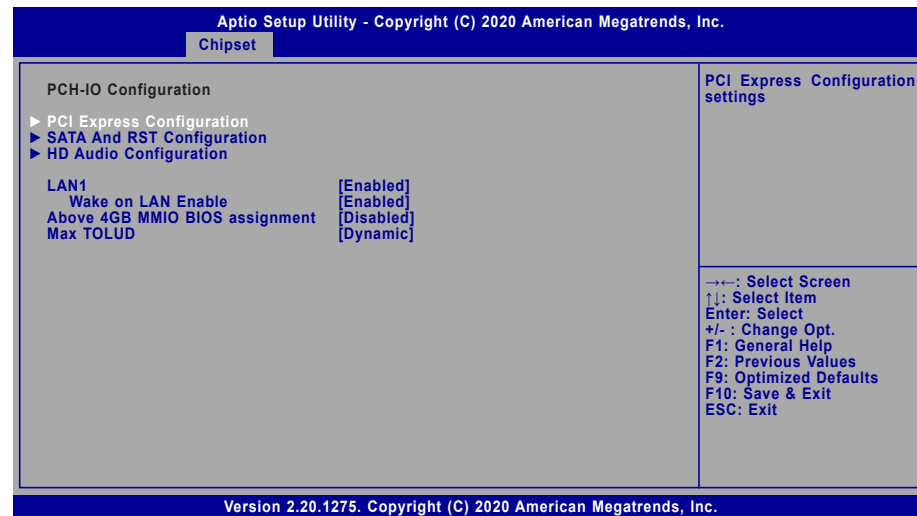 Aptio Setup Utility - Copyright (C) 2020 American Megatrends, Inc.
Chipset
PCH-IO Configuration
► PCI Express Configuration
► SATA And RST Configuration
► HD Audio Configuration
LAN1 [Enabled]
Wake on LAN Enable [Enabled]
Above 4GB MMIO BIOS assignment [Disabled]
Max TOLUD [Dynamic]
PCI Express Configuration
settings
→←: Select Screen
↑↓: Select Item
Enter: Select
+/- : Change Opt.
F1: General Help
F2: Previous Values
F9: Optimized Defaults
F10: Save & Exit
ESC: Exit
Version 2.20.1275. Copyright (C) 2020 American Megatrends, Inc.